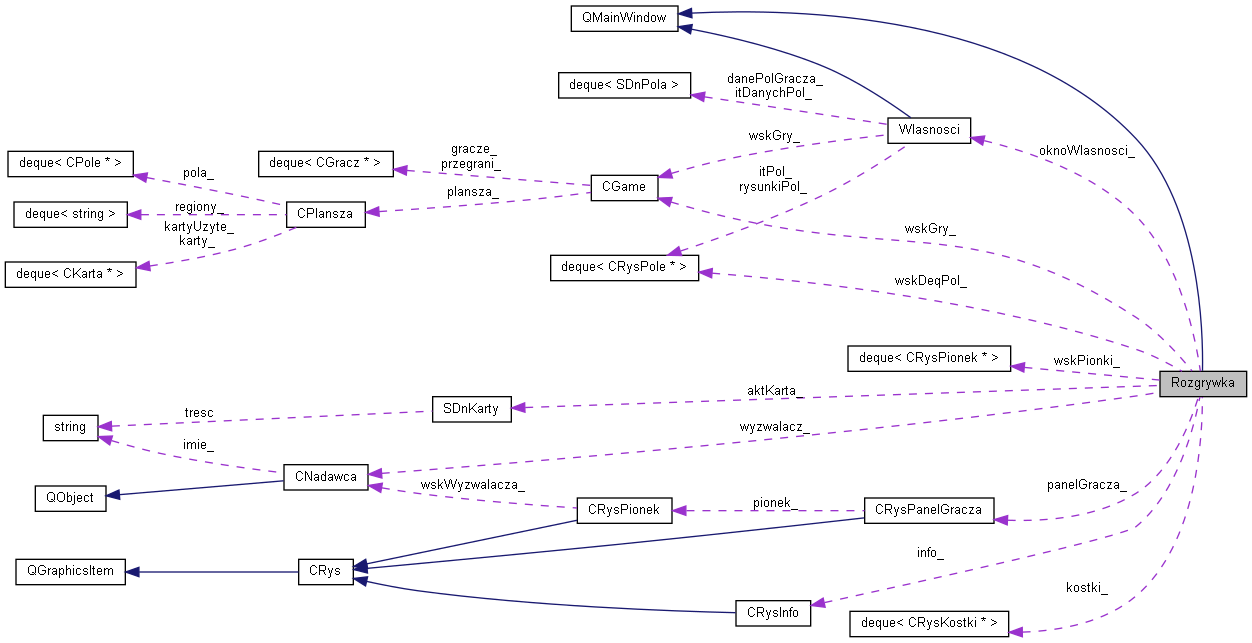 QMainWindow
deque< SDnPola >
danePolGracza_
itDanychPol_
Wlasnosci
oknoWlasnosci_
wskGry_
deque< CPole * >
pola_
deque< CGracz * >
gracze_
przegrani_
itPol_
rysunkiPol_
CGame
plansza_
deque< string >
regiony_
CPlansza
kartyUzyte_
karty_
wskGry_
deque< CKarta * >
deque< CRysPole * >
wskDeqPol_
deque< CRysPionek * >
wskPionki_
Rozgrywka
aktKarta_
SDnKarty
tresc
string
wyzwalacz_
imie_
CNadawca
wskWyzwalacza_
panelGracza_
QObject
CRysPionek
pionek_
CRysPanelGracza
info_
QGraphicsItem
CRys
kostki_
CRysInfo
deque< CRysKostki * >